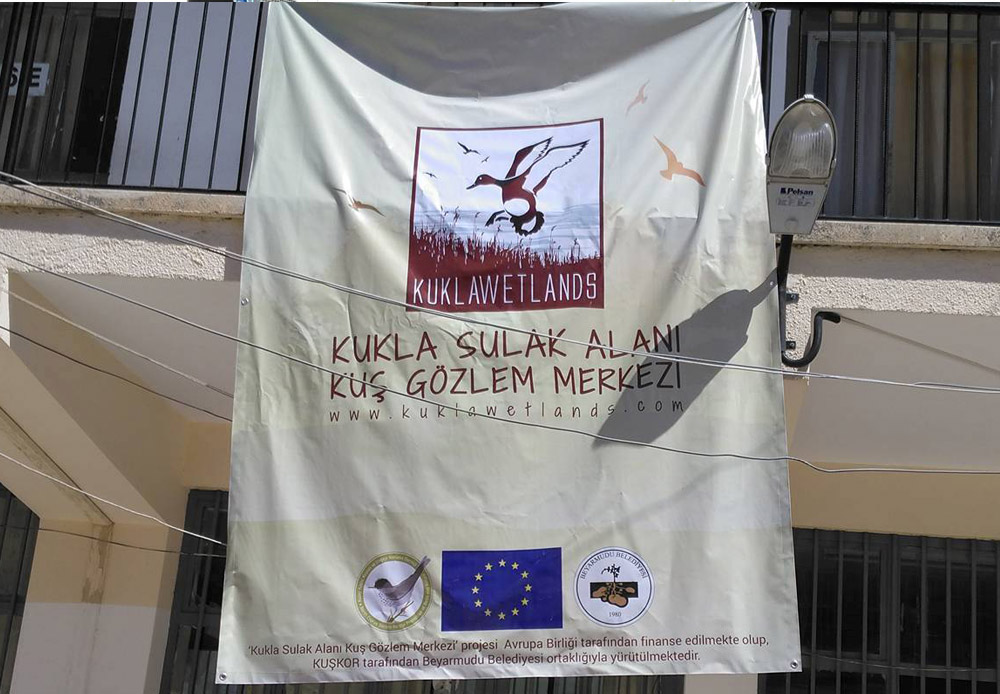 SE
Pelsan
KUKLAWETLANDS
KUKLA SULAK ALANI
KUŞ GÖZLEM MERKEZİ
www.kuklawetlands.com
BEYARMUDU BELEDİYESİ
1980
'Kukla Sulak Alanı Kuş Gözlem Merkezi' projesi Avrupa Birliği tarafından finanse edilmekte olup,
KUŞKOR tarafından Beyarmudu Belediyesi ortaklığıyla yürütülmektedir.